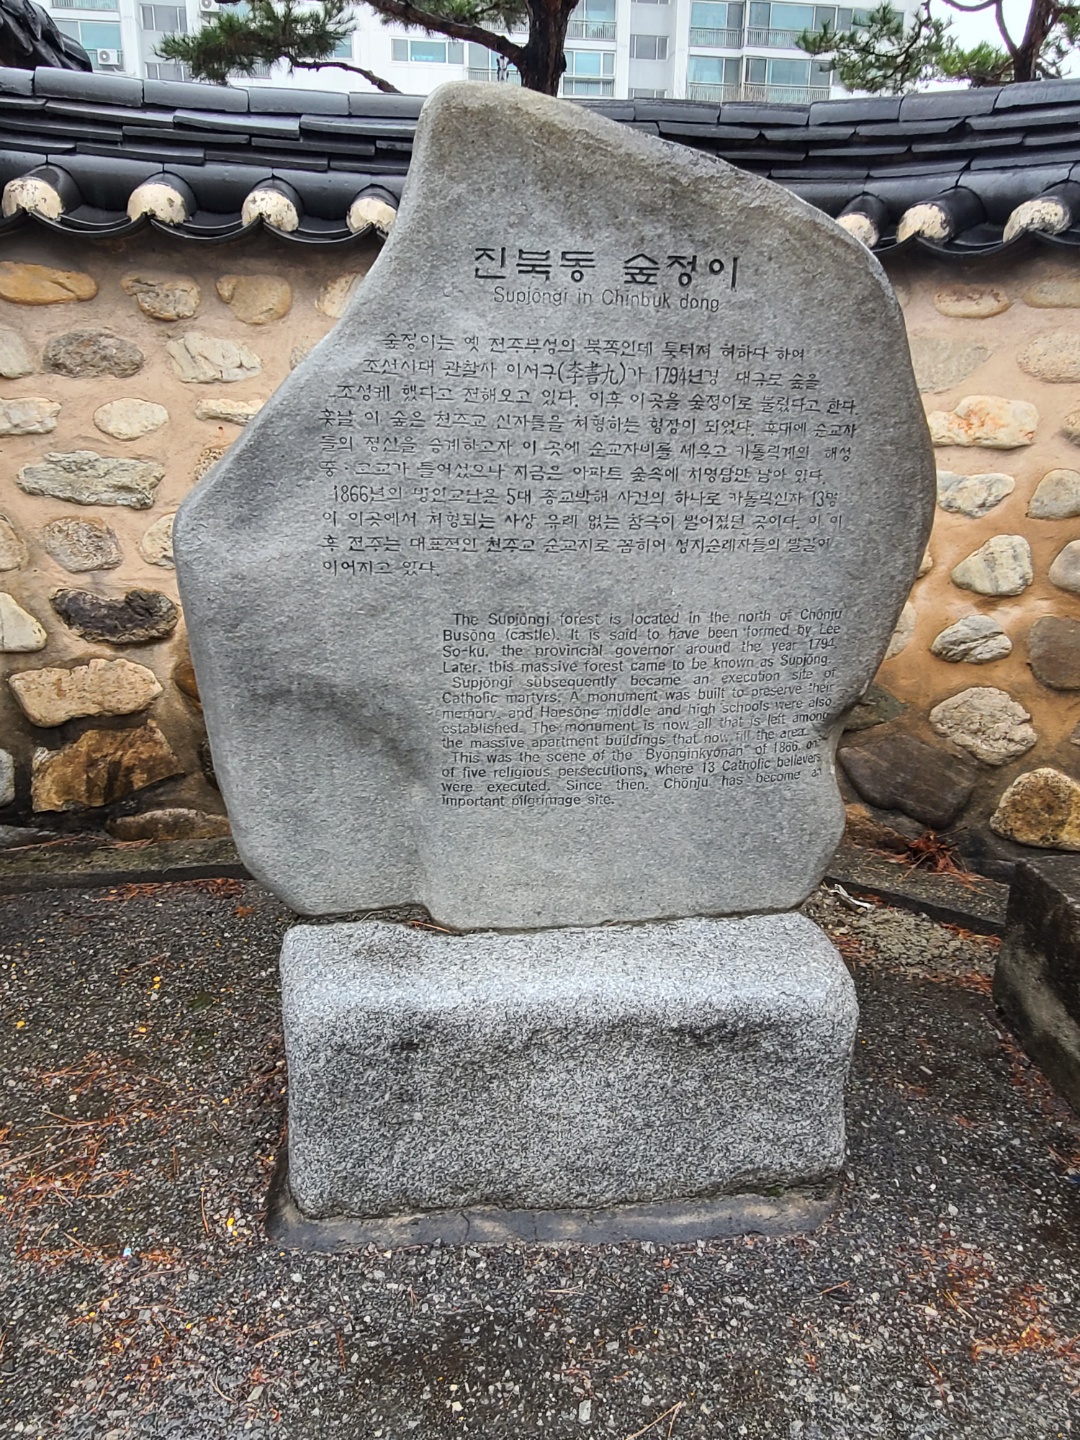 진북동 숲정이
Supjŏngi in Chinbuk dong
숲정이는 옛 전주부성의 북쪽인데 툭터져 허하다 하여
조선시대 관찰사 이서구(李書九)가 1794년경 대규로 숲을
조성케 했다고 전해오고 있다. 이후 이곳을 숲정이로 불렀다고 한다.
훗날 이 숲은 천주교 신자들을 처형하는 형장이 되었다. 후대에 순교자
들의 정신을 승계하고자 이 곳에 순교자비를 세우고 카톨릭계의 해성
중·고교가 들어섰으나 지금은 아파트 숲속에 치명탑만 남아 있다.
1866년의 병인교난은 5대 종교박해 사건의 하나로 카톨릭신자 13명
이 이곳에서 처형되는 사상 유례 없는 참극이 벌어졌던 곳이다. 이 이
후 전주는 대표적인 천주교 순교지로 꼽히어 성지순례자들의 발길이
이어지고 있다.
The Supjŏngi forest is located in the north of Chŏnju
Busŏng (castle). It is said to have been formed by Lee
So-ku, the provincial governor around the year 1794.
Later, this massive forest came to be known as Supjŏng.
Supjŏngi subsequently became an execution site of
Catholic martyrs. A monument was built to preserve their
memory, and Haesŏng middle and high schools were also
established. The monument is now all that is left among
the massive apartment buildings that now fill the area.
This was the scene of the "Byŏnginkyŏnan" of 1866, one
of five religious persecutions, where 13 Catholic believers
were executed. Since then, Chŏnju has become an
important pilgrimage site.